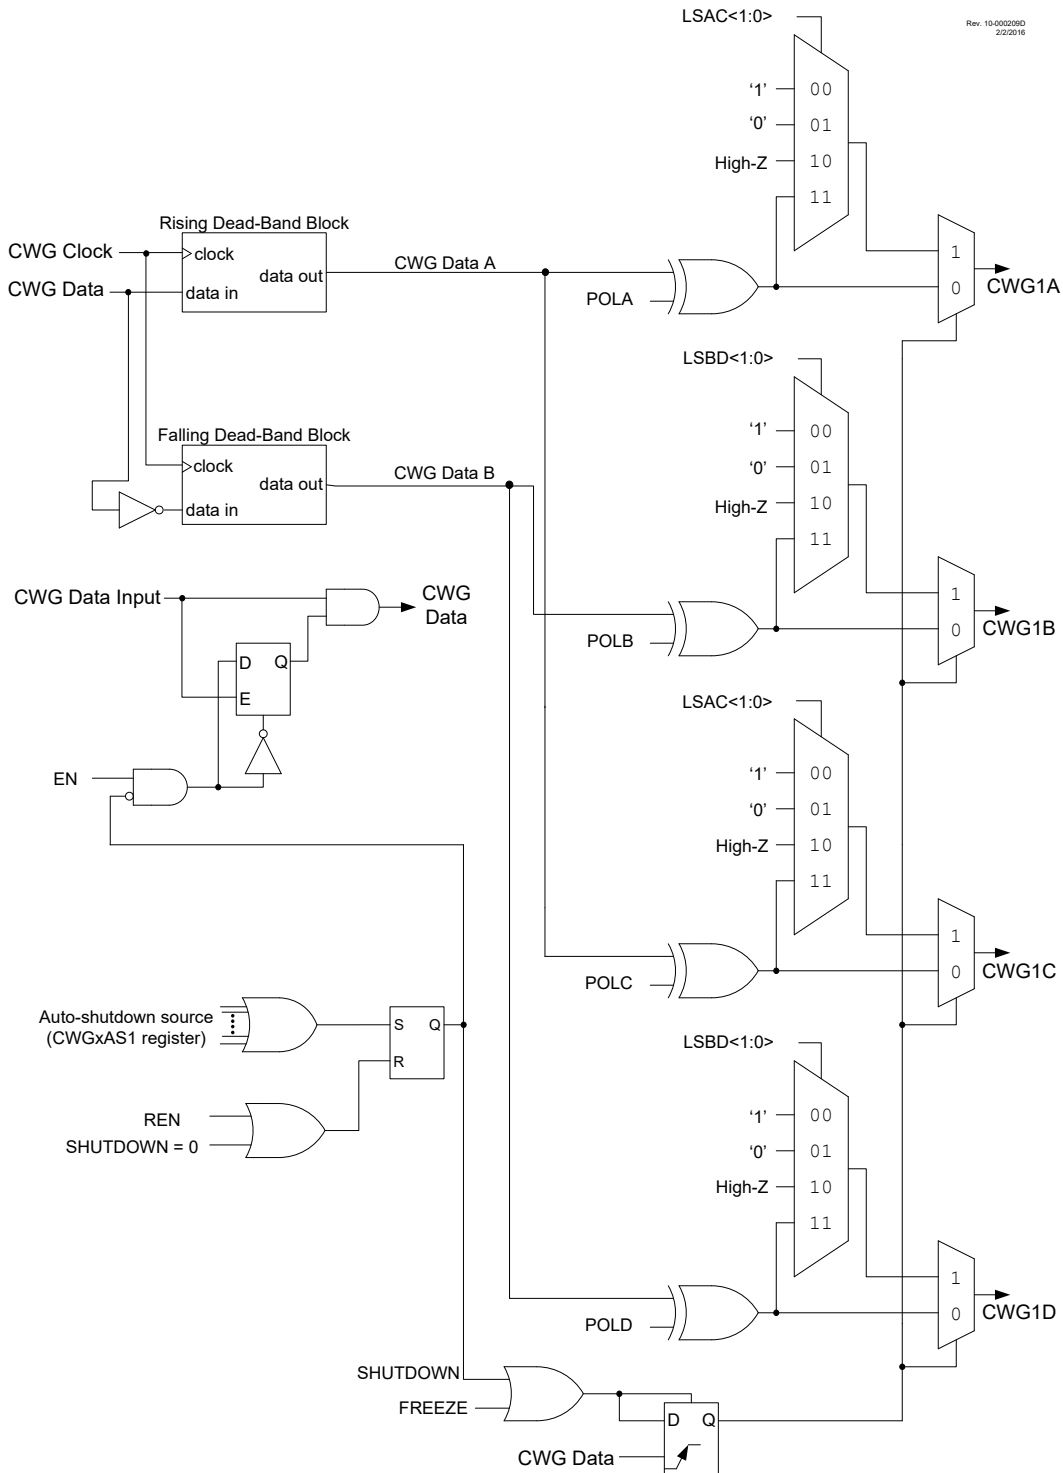 LSAC<1:0>
Rev. 10-000209D
2/2/2016
'1'
00
'0'
01
High-Z
10
11
Rising Dead-Band Block
CWG Clock
clock
CWG Data A
data out
CWG Data
data in
POLA
1
0
CWG1A
LSBD<1:0>
'1'
00
'0'
01
High-Z
10
11
Falling Dead-Band Block
clock
CWG Data B
data out
data in
CWG Data Input
CWG
Data
D
Q
E
POLB
1
0
CWG1B
LSAC<1:0>
'1'
00
'0'
01
High-Z
10
11
EN
POLC
1
0
CWG1C
Auto-shutdown source
(CWGxAS1 register)
S
Q
R
REN
SHUTDOWN = 0
LSBD<1:0>
'1'
00
'0'
01
High-Z
10
11
POLD
1
0
CWG1D
SHUTDOWN
FREEZE
D
Q
CWG Data